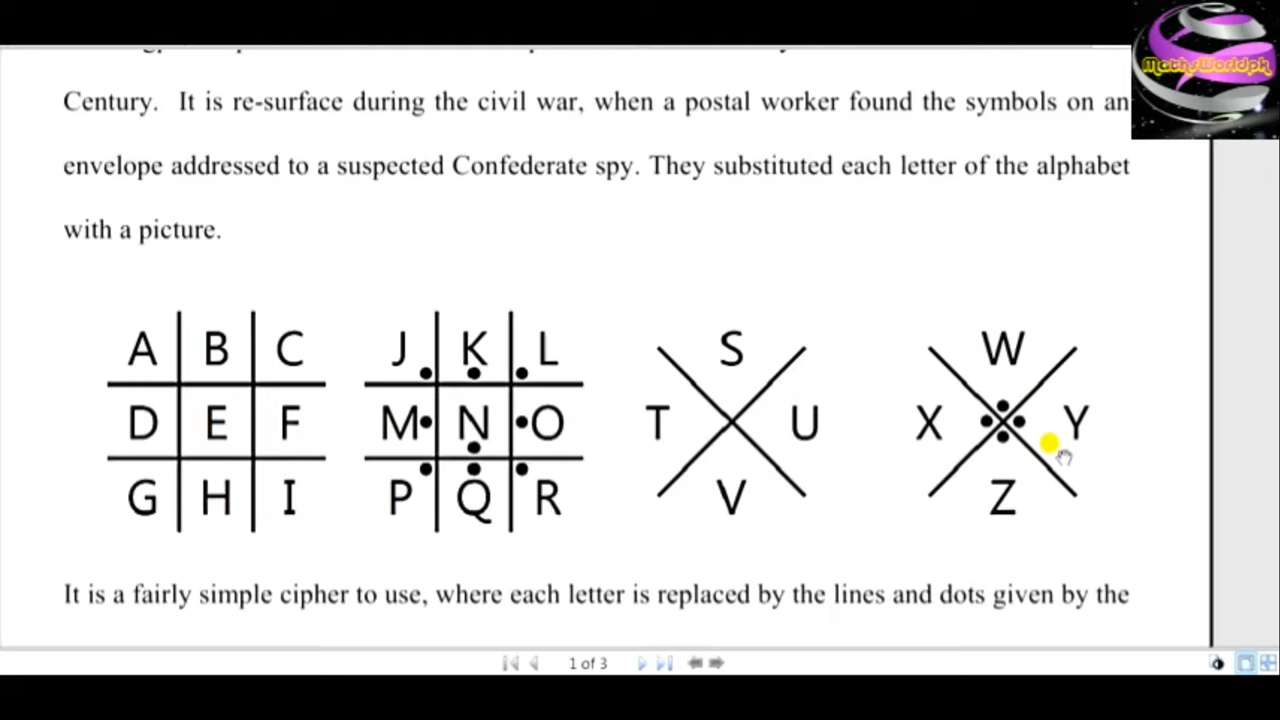 MathsWorldpk
Century. It is re-surface during the civil war, when a postal worker found the symbols on an
envelope addressed to a suspected Confederate spy. They substituted each letter of the alphabet
with a picture.
A B C J K L S W
D E F M N O T U X Y
G H I P Q R V Z
It is a fairly simple cipher to use, where each letter is replaced by the lines and dots given by the
1 of 3